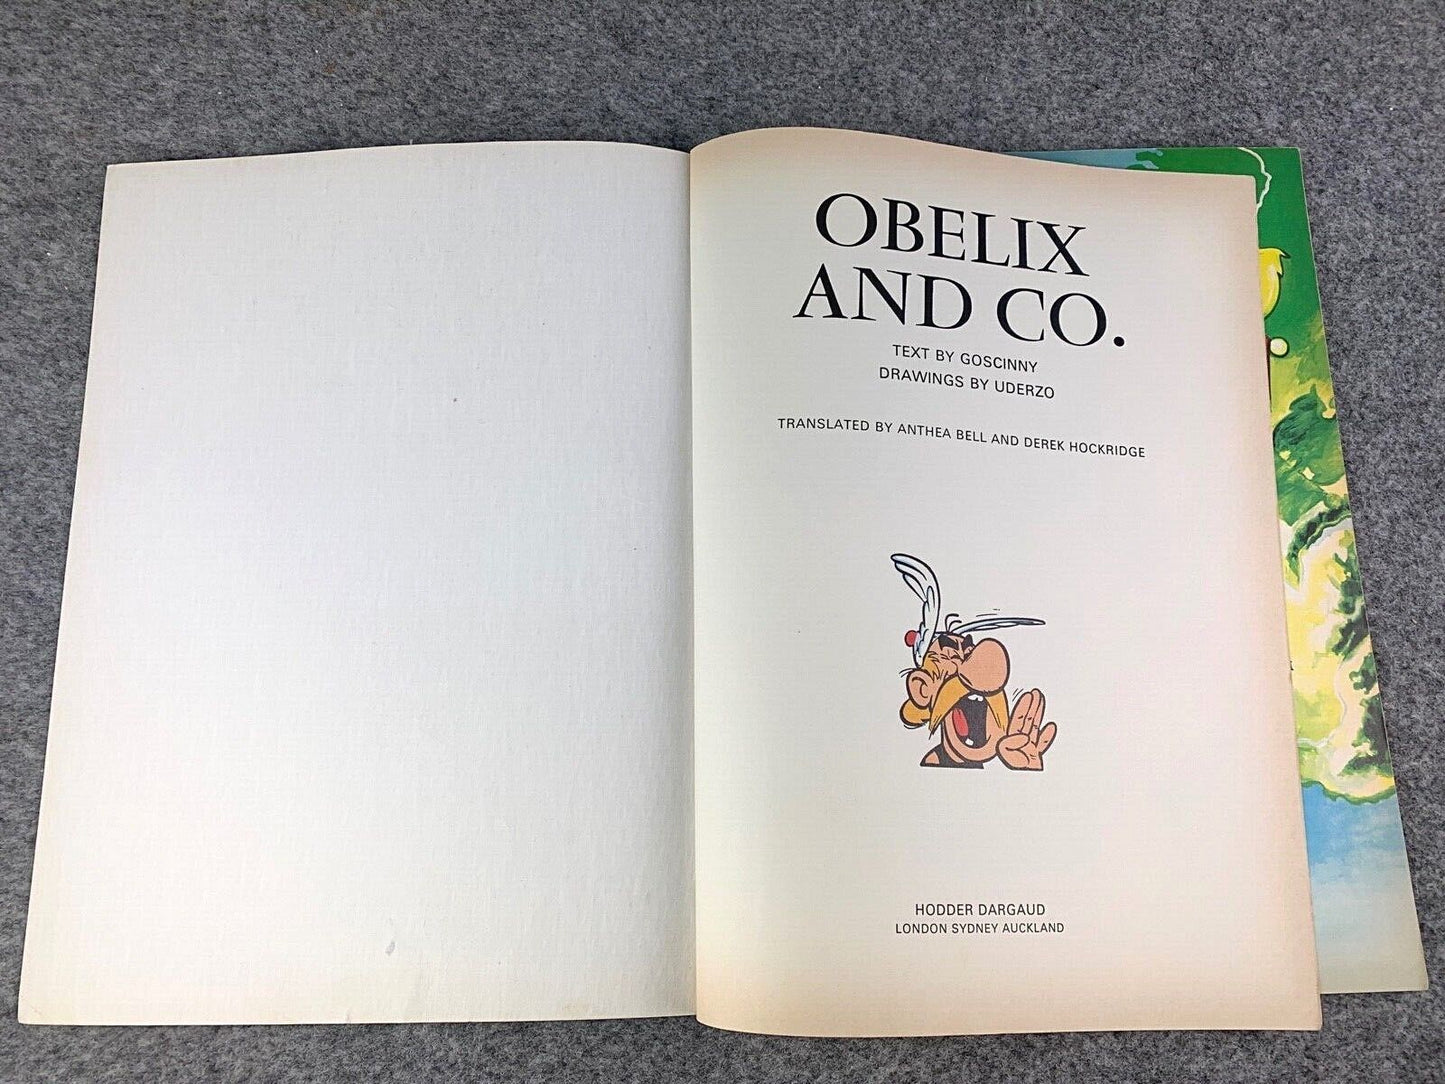 OBELIX
AND CO.
TEXT BY GOSCINNY
DRAWINGS BY UDERZO
TRANSLATED BY ANTHEA BELL AND DEREK HOCKRIDGE
HODDER DARGAUD
LONDON SYDNEY AUCKLAND